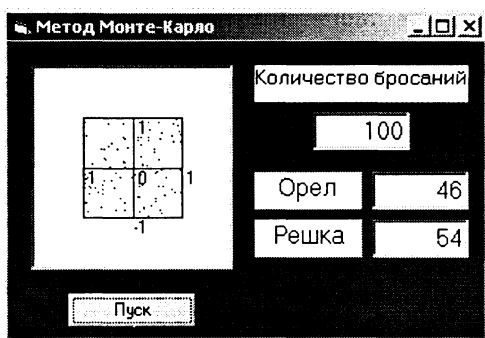 Метод Монте-Карло
Количество бросаний
100
1
1 0 1
-1
Орел 46
Решка 54
Пуск